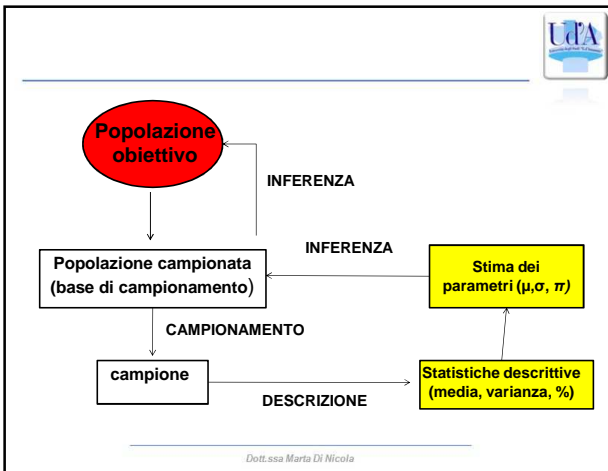 Ud'A
Popolazione
obiettivo
INFERENZA
INFERENZA
Popolazione campionata
(base di campionamento)
Stima dei
parametri (μ,σ, π)
CAMPIONAMENTO
campione
Statistiche descrittive
(media, varianza, %)
DESCRIZIONE
Dott.ssa Marta Di Nicola